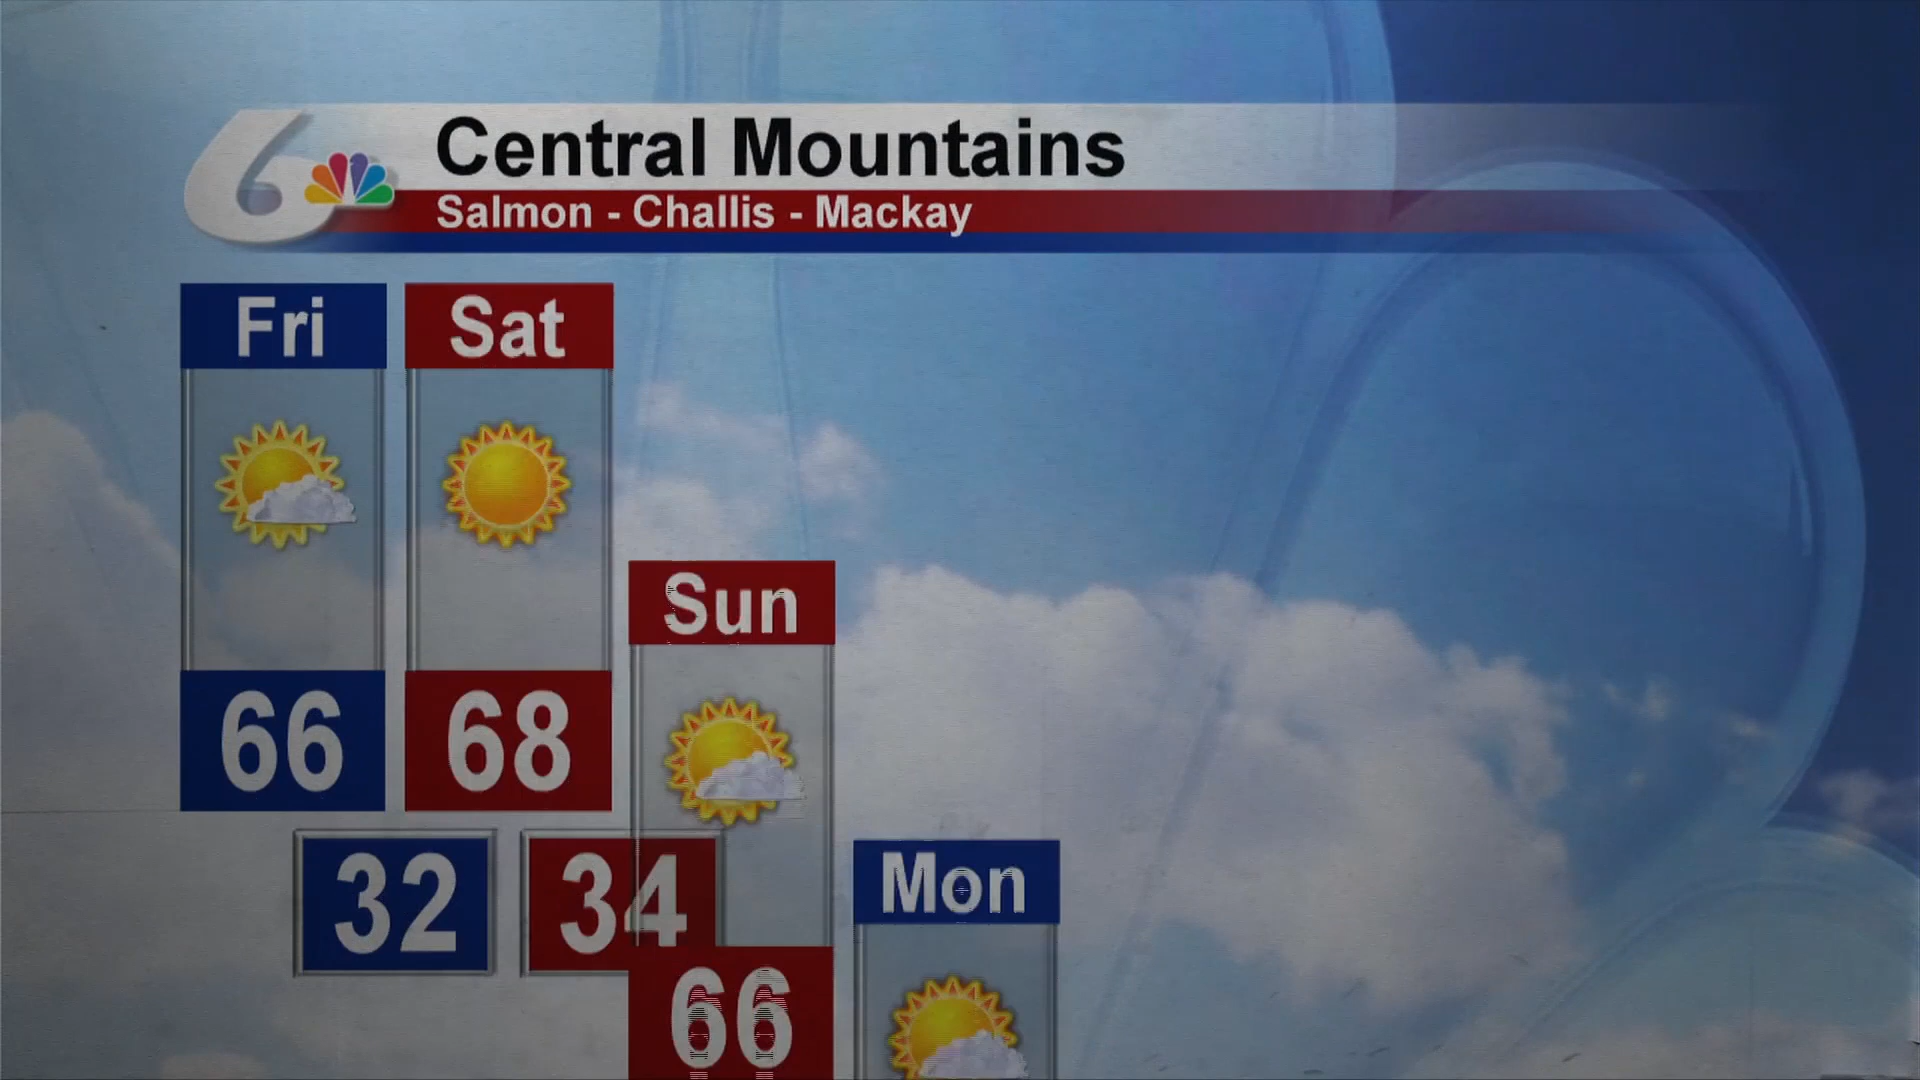 6 Central Mountains
Salmon - Challis - Mackay
Fri Sat
Sun
66 68
32 34
Mon
66